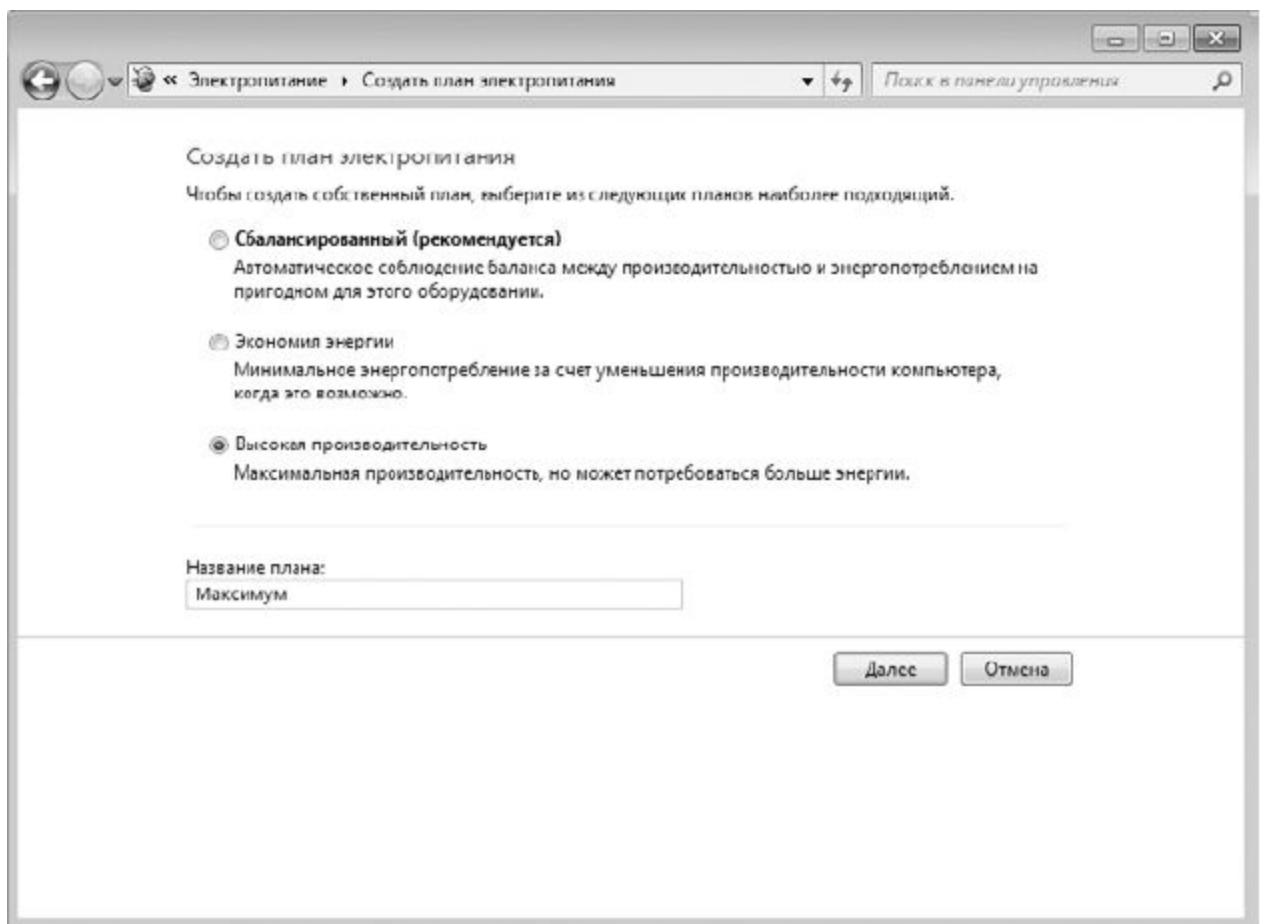 « Электропитание ▸ Создать план электропитания
Поиск в панели управления
Создать план электропитания
Чтобы создать собственный план, выберите из следующих планов наиболее подходящий.
Сбалансированный (рекомендуется)
Автоматическое соблюдение баланса между производительностью и энергопотреблением на
пригодном для этого оборудовании.
Экономия энергии
Минимальное энергопотребление за счет уменьшения производительности компьютера,
когда это возможно.
Высокая производительность
Максимальная производительность, но может потребоваться больше энергии.
Название плана:
Максимум
Далее
Отмена